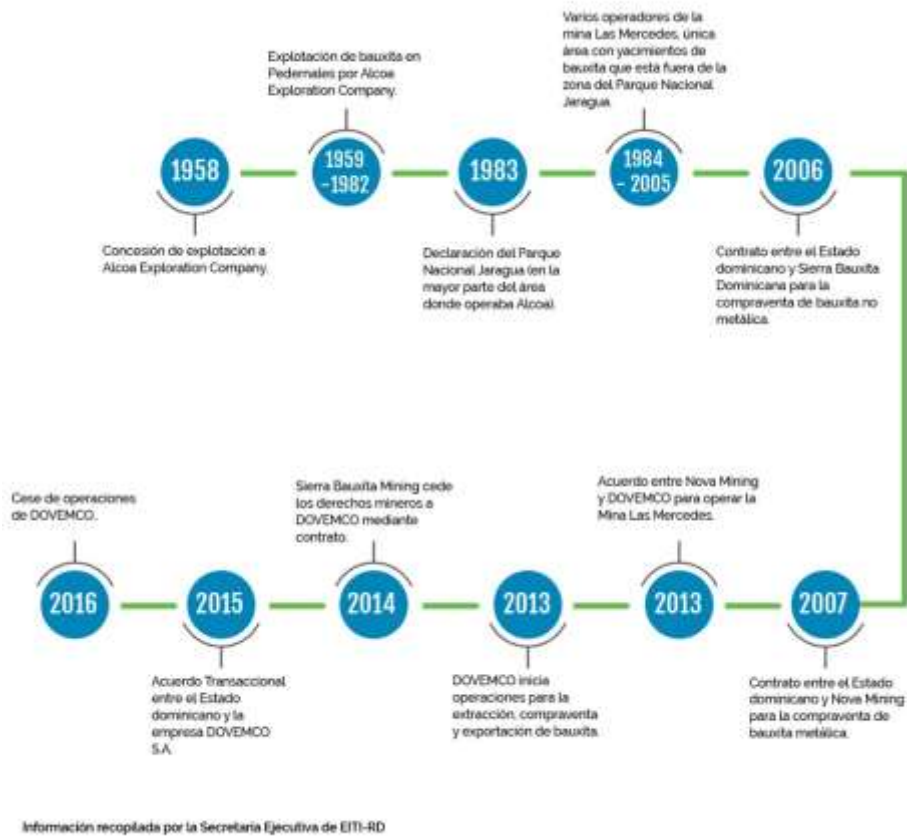 Explotación de bauxita en
Pedernales por Alcoa
Exploration Company.
Varios operadores de la
mina Las Mercedes, única
área con yacimientos de
bauxita que está fuera de la
zona del Parque Nacional
Jaragua.
1958
1959
-1982
1983
1984
- 2005
2006
Concesión de explotación a
Alcoa Exploration Company.
Declaración del Parque
Nacional Jaragua (en la
mayor parte del área
donde operaba Alcoa).
Contrato entre el Estado
dominicano y Sierra Bauxita
Dominicana para la
compraventa de bauxita no
metálica.
Cese de operaciones
de DOVEMCO.
Sierra Bauxita Mining cede
los derechos mineros a
DOVEMCO mediante
contrato.
Acuerdo entre Nova Mining
y DOVEMCO para operar la
Mina Las Mercedes.
2016
2015
2014
2013
2013
2007
Acuerdo Transaccional
entre el Estado
dominicano y la
empresa DOVEMCO
S.A.
DOVEMCO inicia
operaciones para la
extracción, compraventa
y exportación de bauxita.
Contrato entre el Estado
dominicano y Nova Mining
para la compraventa de
bauxita metálica.
Información recopilada por la Secretaria Ejecutiva de EITI-RD